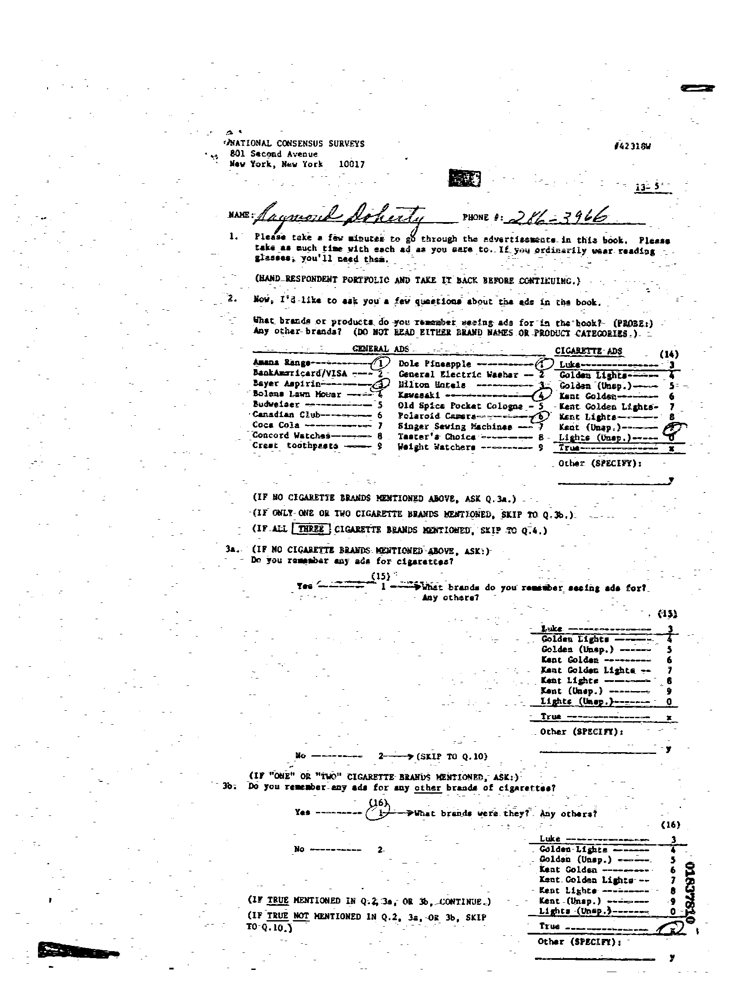 NATIONAL CONSENSUS SURVEYS #42318W
801 Second Avenue
New York, New York 10017
13-5
NAME: Raymond Doherty PHONE #: 286-3966
1. Please take a few minutes to go through the advertisements in this book. Please
take as much time with each ad as you care to. If you ordinarily wear reading
glasses, you'll need them.
(HAND RESPONDENT PORTFOLIO AND TAKE IT BACK BEFORE CONTINUING.)
2. Now, I'd like to ask you a few questions about the ads in the book.
What brands or products do you remember seeing ads for in the book? (PROBE:)
Any other brands? (DO NOT READ EITHER BRAND NAMES OR PRODUCT CATEGORIES.)
GENERAL ADS CIGARETTE ADS (14)
Amana Range 1 Dole Pineapple 1 Luke 3
BankAmericard/VISA 2 General Electric Washer 2 Golden Lights 4
Bayer Aspirin 3 Hilton Hotels 3 Golden (Unsp.) 5
Bolens Lawn Mower 4 Kawasaki 4 Kent Golden 6
Budweiser 5 Old Spice Pocket Cologne - 5 Kent Golden Lights- 7
Canadian Club 6 Polaroid Camera 6 Kent Lights 8
Coca Cola 7 Singer Sewing Machines 7 Kent (Unsp.)
Concord Watches 8 Taster's Choice 8 Lights (Unsp.) 0
Crest toothpaste 9 Weight Watchers 9 True x
Other (SPECIFY):
y
(IF NO CIGARETTE BRANDS MENTIONED ABOVE, ASK Q.3a.)
(IF ONLY ONE OR TWO CIGARETTE BRANDS MENTIONED, SKIP TO Q.3b.)
(IF ALL THREE CIGARETTE BRANDS MENTIONED, SKIP TO Q.4.)
3a. (IF NO CIGARETTE BRANDS MENTIONED ABOVE, ASK:)
Do you remember any ads for cigarettes?
(15)
Yes 1 What brands do you remember seeing ads for?
Any others?
(15)
Luke 3
Golden Lights 4
Golden (Unsp.) 5
Kent Golden 6
Kent Golden Lights -- 7
Kent Lights 8
Kent (Unsp.) 9
Lights (Unsp.) 0
True x
Other (SPECIFY):
y
No 2 (SKIP TO Q.10)
(IF "ONE" OR "TWO" CIGARETTE BRANDS MENTIONED, ASK:)
3b. Do you remember any ads for any other brands of cigarettes?
(16)
Yes 1 What brands were they? Any others?
(16)
Luke 3
No 2 Golden Lights 4
Golden (Unsp.) 5
Kent Golden 6
Kent Golden Lights -- 7
Kent Lights 8
(IF TRUE MENTIONED IN Q.2, 3a, OR 3b, CONTINUE.) Kent (Unsp.) 9
(IF TRUE NOT MENTIONED IN Q.2, 3a, OR 3b, SKIP Lights (Unsp.) 0
TO Q.10.) True x
Other (SPECIFY):
y
01837810